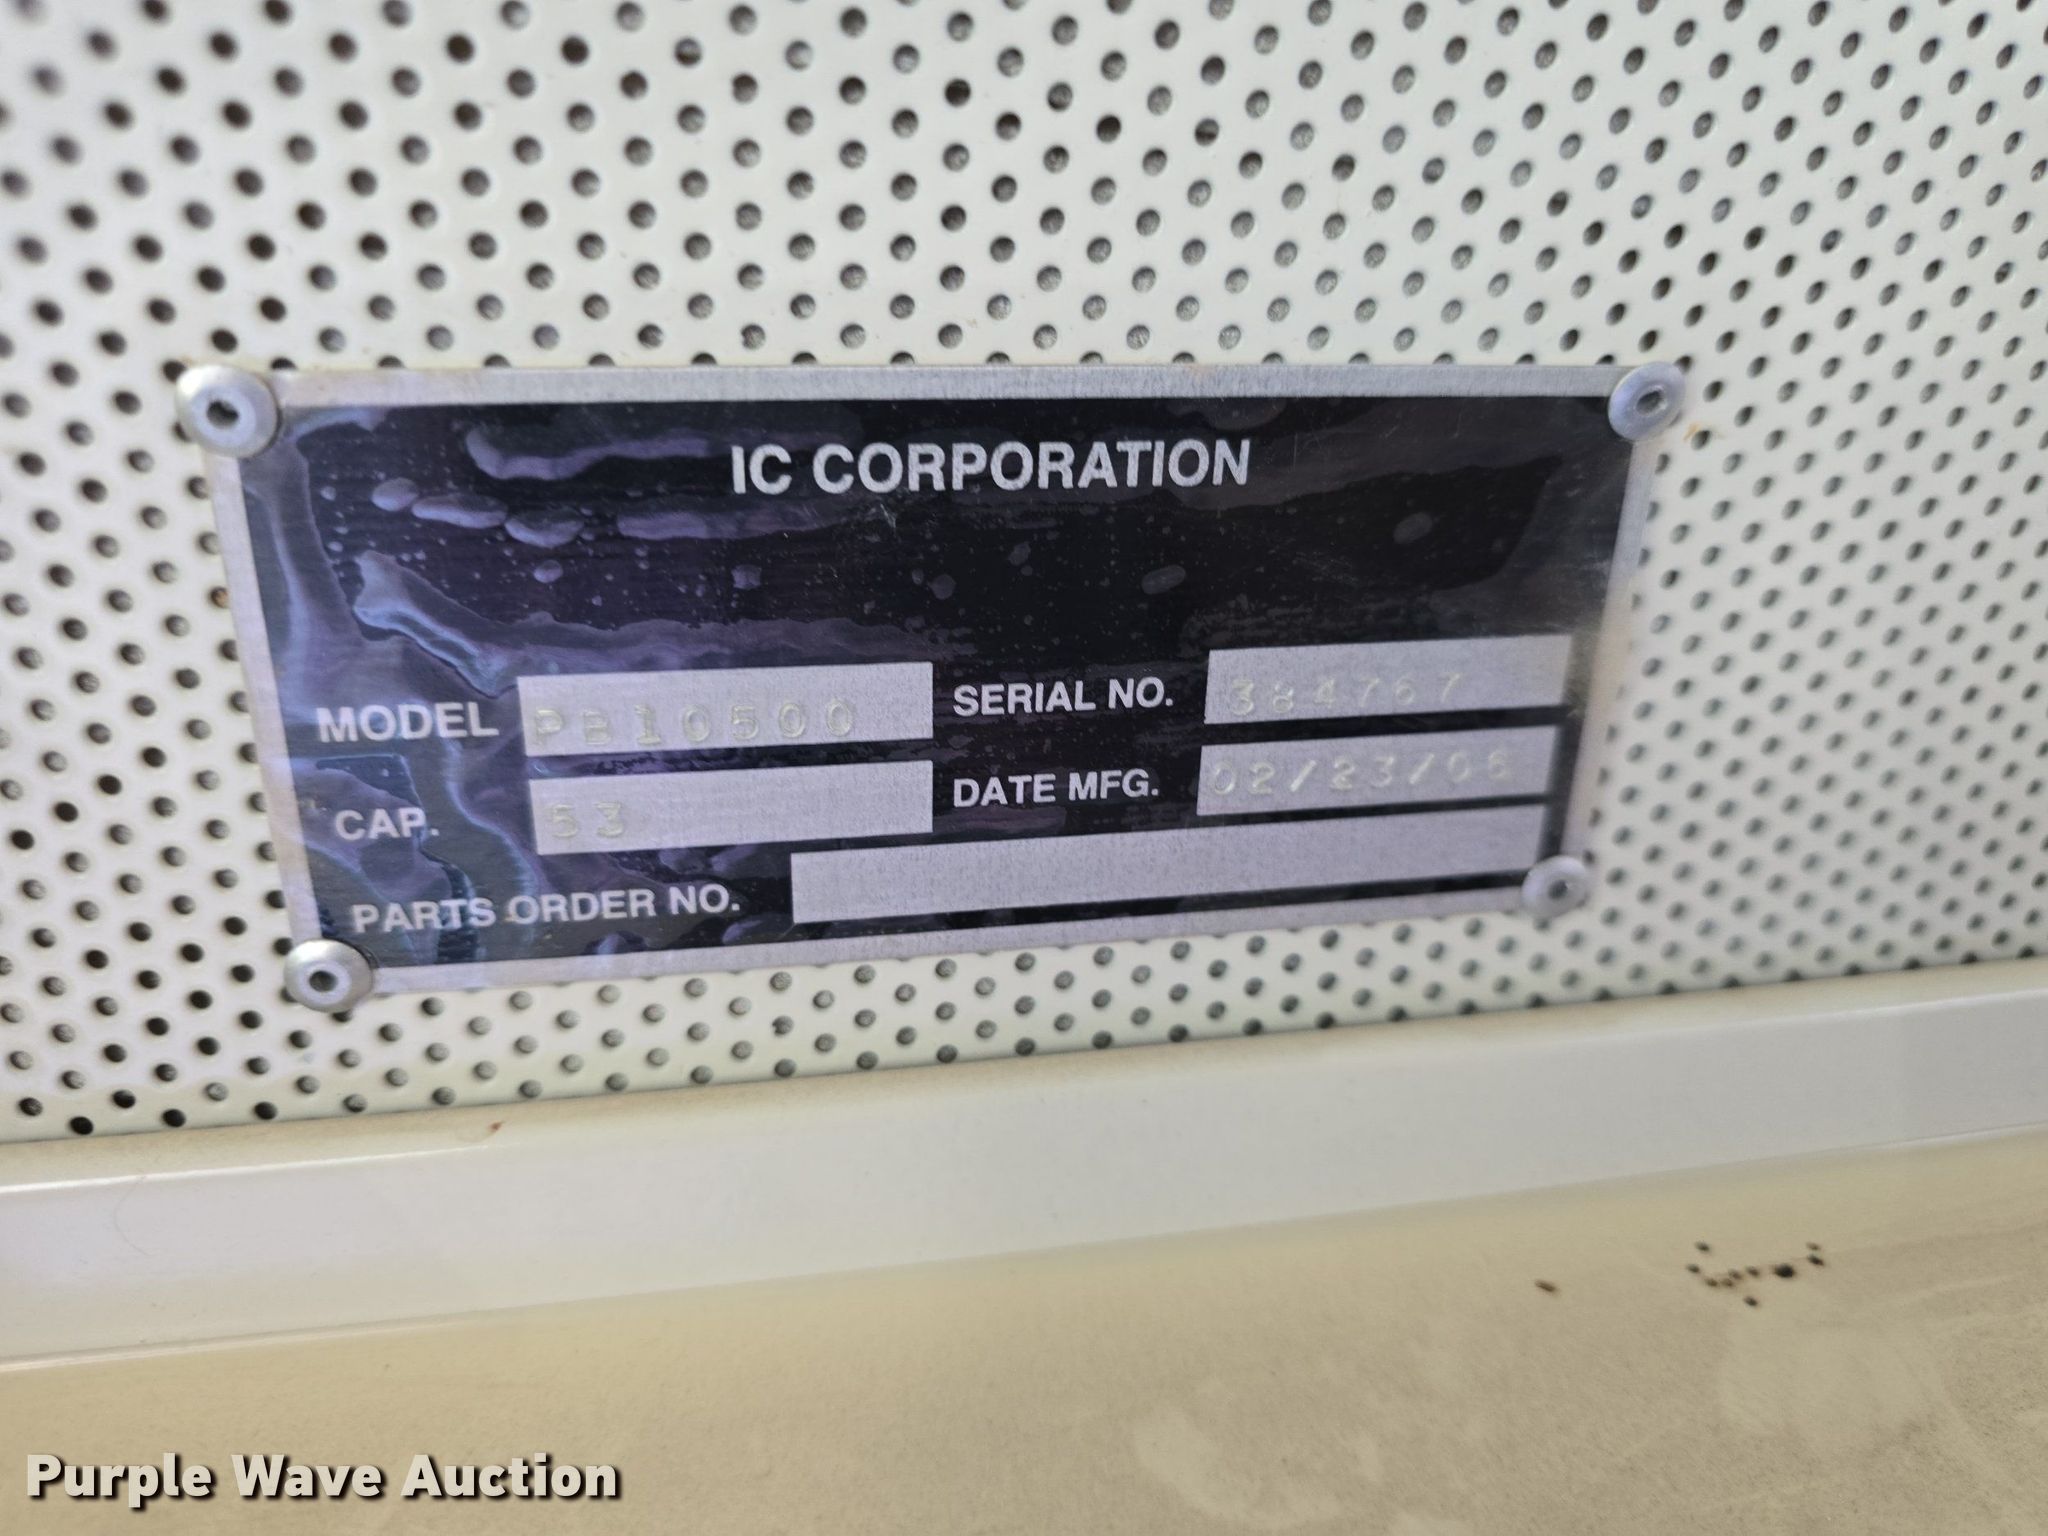 IC CORPORATION
MODEL PB10500 SERIAL NO. 384767
CAP. 53 DATE MFG. 02/23/06
PARTS ORDER NO.
Purple Wave Auction